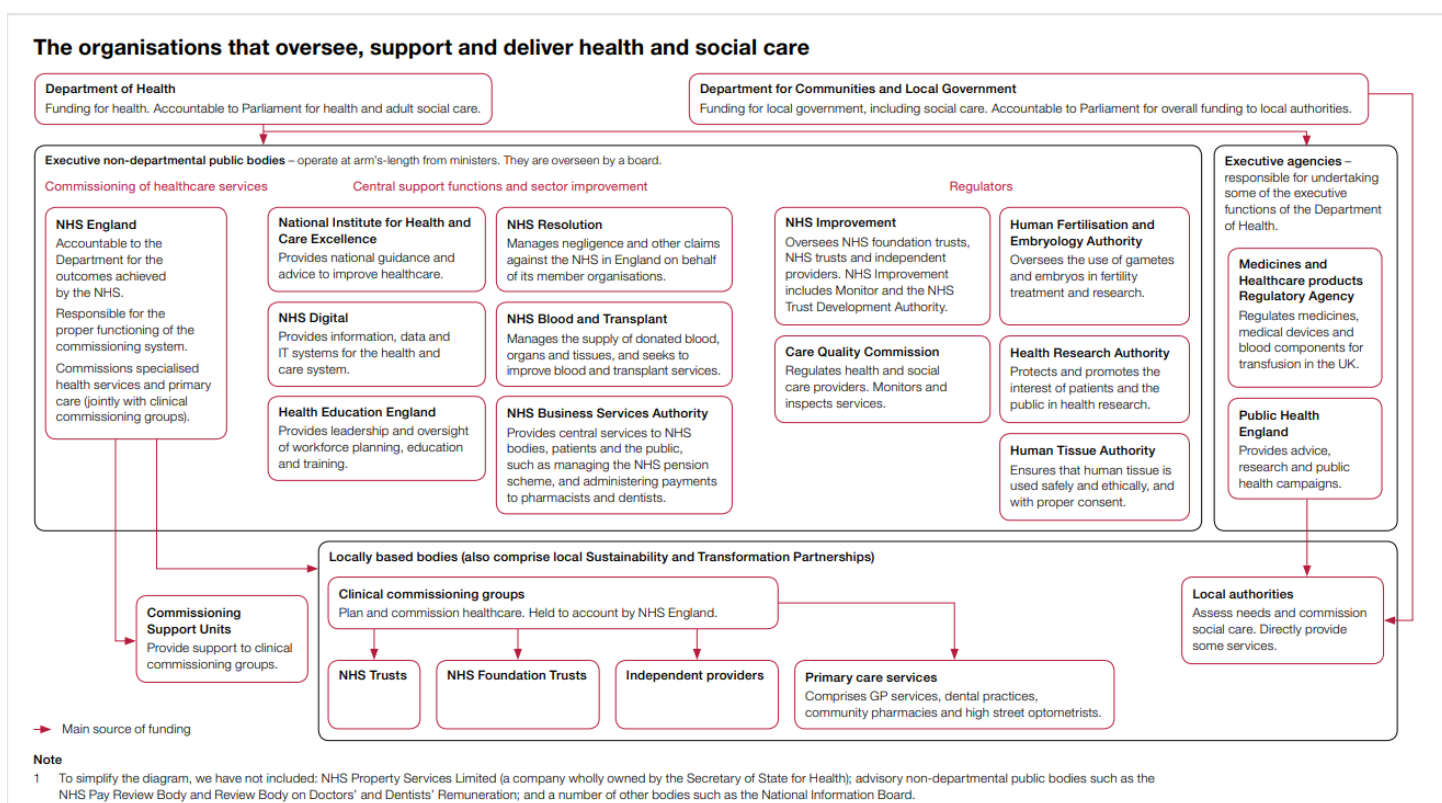 The organisations that oversee, support and deliver health and social care
Department of Health
Funding for health. Accountable to Parliament for health and adult social care.
Department for Communities and Local Government
Funding for local government, including social care. Accountable to Parliament for overall funding to local authorities.
Executive non-departmental public bodies – operate at arm's-length from ministers. They are overseen by a board.
Commissioning of healthcare services
NHS England
Accountable to the
Department for the
outcomes achieved
by the NHS.
Responsible for the
proper functioning of the
commissioning system.
Commissions specialised
health services and primary
care (jointly with clinical
commissioning groups).
Central support functions and sector improvement
National Institute for Health and
Care Excellence
Provides national guidance and
advice to improve healthcare.
NHS Digital
Provides information, data and
IT systems for the health and
care system.
Health Education England
Provides leadership and oversight
of workforce planning, education
and training.
NHS Resolution
Manages negligence and other claims
against the NHS in England on behalf
of its member organisations.
NHS Blood and Transplant
Manages the supply of donated blood,
organs and tissues, and seeks to
improve blood and transplant services.
NHS Business Services Authority
Provides central services to NHS
bodies, patients and the public,
such as managing the NHS pension
scheme, and administering payments
to pharmacists and dentists.
Regulators
NHS Improvement
Oversees NHS foundation trusts,
NHS trusts and independent
providers. NHS Improvement
includes Monitor and the NHS
Trust Development Authority.
Care Quality Commission
Regulates health and social
care providers. Monitors and
inspects services.
Human Fertilisation and
Embryology Authority
Oversees the use of gametes
and embryos in fertility
treatment and research.
Health Research Authority
Protects and promotes the
interest of patients and the
public in health research.
Human Tissue Authority
Ensures that human tissue is
used safely and ethically, and
with proper consent.
Executive agencies –
responsible for undertaking
some of the executive
functions of the Department
of Health.
Medicines and
Healthcare products
Regulatory Agency
Regulates medicines,
medical devices and
blood components for
transfusion in the UK.
Public Health
England
Provides advice,
research and public
health campaigns.
Locally based bodies (also comprise local Sustainability and Transformation Partnerships)
Commissioning
Support Units
Provide support to clinical
commissioning groups.
Clinical commissioning groups
Plan and commission healthcare. Held to account by NHS England.
NHS Trusts
NHS Foundation Trusts
Independent providers
Primary care services
Comprises GP services, dental practices,
community pharmacies and high street optometrists.
Local authorities
Assess needs and commission
social care. Directly provide
some services.
Main source of funding
Note
1 To simplify the diagram, we have not included: NHS Property Services Limited (a company wholly owned by the Secretary of State for Health); advisory non-departmental public bodies such as the
NHS Pay Review Body and Review Body on Doctors' and Dentists' Remuneration; and a number of other bodies such as the National Information Board.